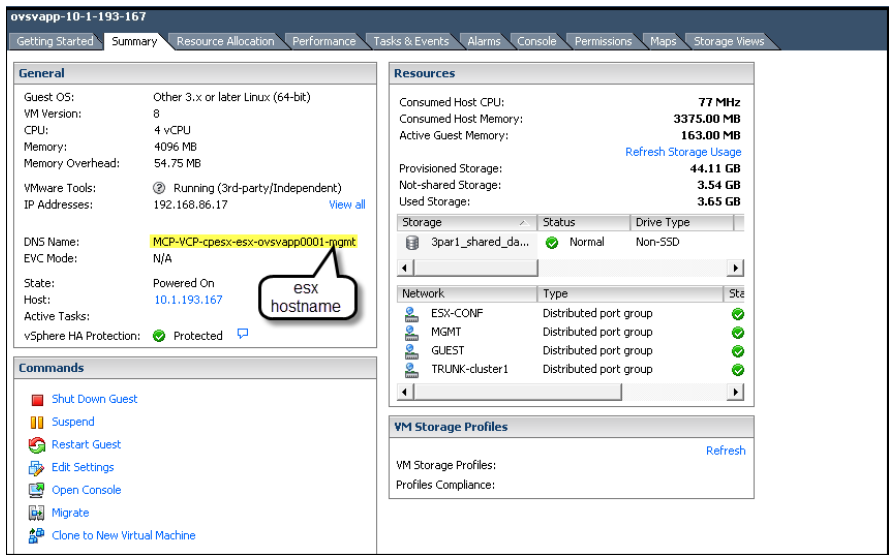 ovsvapp-10-1-193-167
Getting Started Summary Resource Allocation Performance Tasks & Events Alarms Console Permissions Maps Storage Views
General
Guest OS: Other 3.x or later Linux (64-bit)
VM Version: 8
CPU: 4 vCPU
Memory: 4096 MB
Memory Overhead: 54.75 MB
VMware Tools: Running (3rd-party/Independent)
IP Addresses: 192.168.86.17 View all
DNS Name: MCP-VCP-cpesx-esx-ovsvapp0001-mgmt
EVC Mode: N/A
esx
hostname
State: Powered On
Host: 10.1.193.167
Active Tasks:
vSphere HA Protection: Protected
Commands
Shut Down Guest
Suspend
Restart Guest
Edit Settings
Open Console
Migrate
Clone to New Virtual Machine
Resources
Consumed Host CPU: 77 MHz
Consumed Host Memory: 3375.00 MB
Active Guest Memory: 163.00 MB
Refresh Storage Usage
Provisioned Storage: 44.11 GB
Not-shared Storage: 3.54 GB
Used Storage: 3.65 GB
Storage Status Drive Type
3par1_shared_da... Normal Non-SSD
Network Type Sta
ESX-CONF Distributed port group
MGMT Distributed port group
GUEST Distributed port group
TRUNK-cluster1 Distributed port group
VM Storage Profiles
Refresh
VM Storage Profiles:
Profiles Compliance: